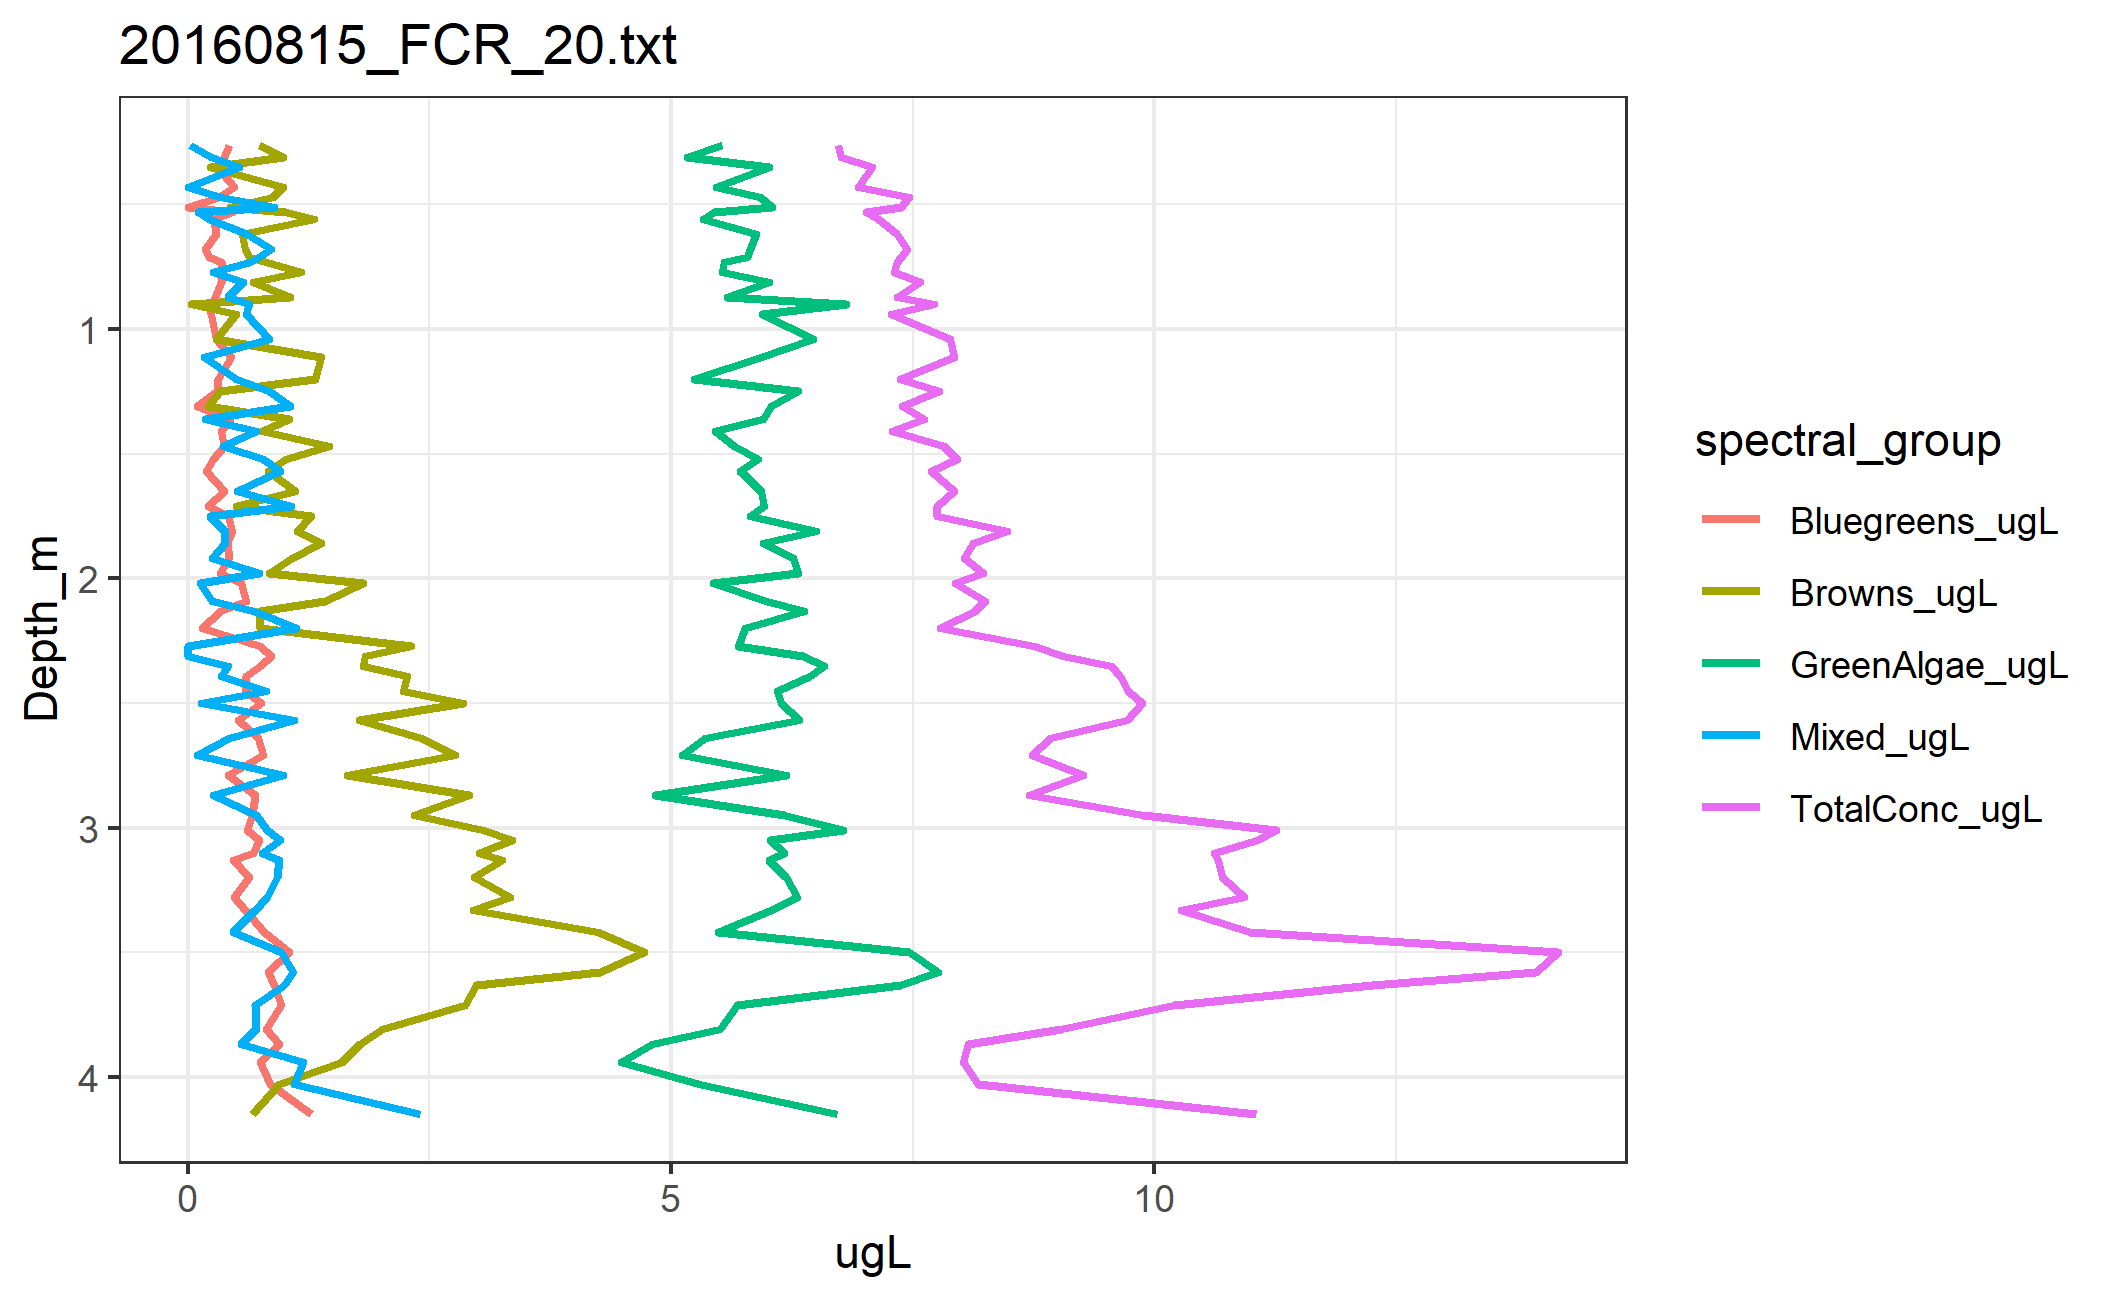 20160815_FCR_20.txt
Depth_m
1
2
3
4
0 5 10
ugL
spectral_group
Bluegreens_ugL
Browns_ugL
GreenAlgae_ugL
Mixed_ugL
TotalConc_ugL